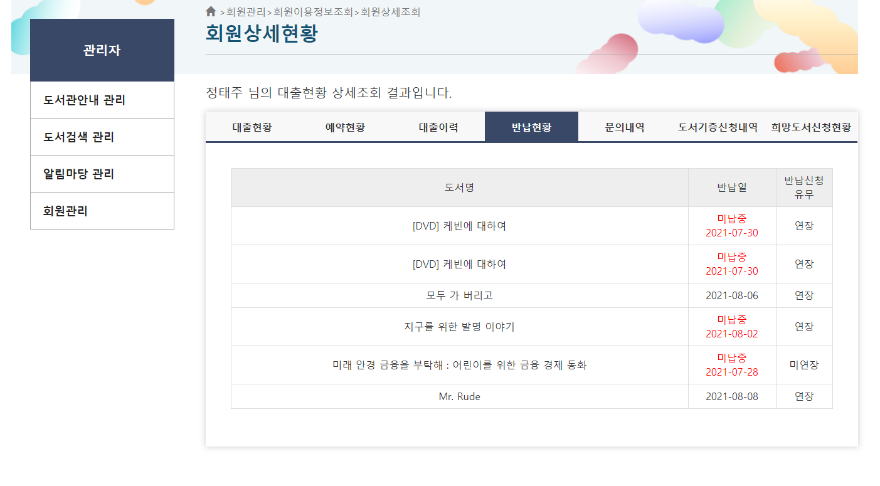 >회원관리>회원이용정보조회>회원상세조회
회원상세현황
관리자
도서관안내 관리
도서검색 관리
알림마당 관리
회원관리
정태주 님의 대출현황 상세조회 결과입니다.
대출현황 예약현황 대출이력 반납현황 문의내역 도서기증신청내역 희망도서신청현황
도서명 반납일 반납신청
유무
[DVD] 케빈에 대하여 미납중
2021-07-30 연장
[DVD] 케빈에 대하여 미납중
2021-07-30 연장
모두 가 버리고 2021-08-06 연장
지구를 위한 발명 이야기 미납중
2021-08-02 연장
미래 안경 금융을 부탁해 : 어린이를 위한 금융 경제 동화 미납중
2021-07-28 미연장
Mr. Rude 2021-08-08 연장